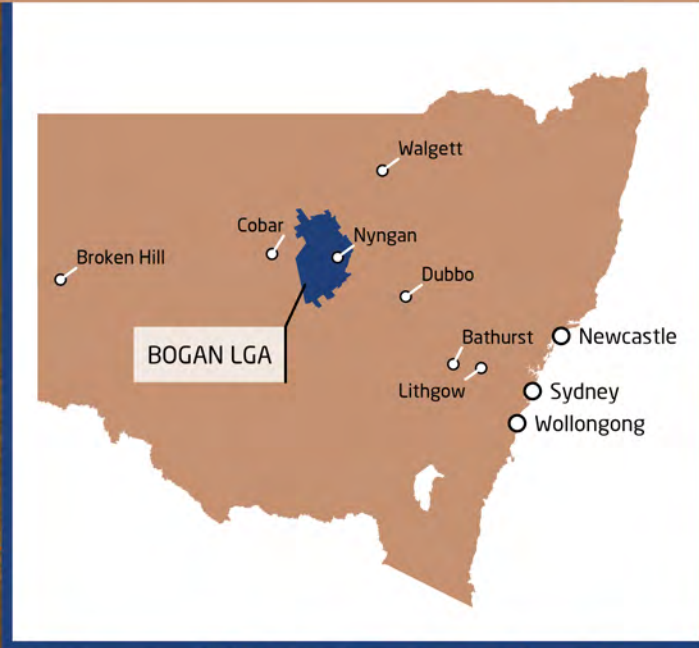 Walgett
Cobar
Nyngan
Broken Hill
Dubbo
Bathurst
Newcastle
BOGAN LGA
Lithgow
Sydney
Wollongong